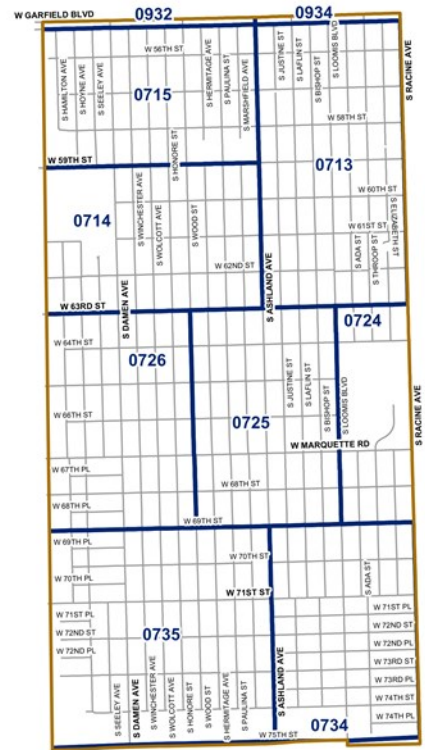 W GARFIELD BLVD
0932
0934
W 56TH ST
S HAMILTON AVE
S HOYNE AVE
S SEELEY AVE
S HERMITAGE AVE
S PAULINA ST
S MARSHFIELD AVE
S JUSTINE ST
S LAFLIN ST
S BISHOP ST
S LOOMIS BLVD
S RACINE AVE
0715
W 58TH ST
S HONORE ST
W 59TH ST
0713
W 60TH ST
S WINCHESTER AVE
S WOLCOTT AVE
S WOOD ST
0714
W 61ST ST
S ELIZABETH ST
S ADA ST
S THROOP ST
W 62ND ST
S ASHLAND AVE
S DAMEN AVE
W 63RD ST
0724
W 64TH ST
0726
S JUSTINE ST
S LAFLIN ST
S BISHOP ST
S LOOMIS BLVD
S RACINE AVE
W 66TH ST
0725
W MARQUETTE RD
W 67TH PL
W 68TH ST
W 68TH PL
W 69TH ST
W 69TH PL
W 70TH ST
W 70TH PL
S ADA ST
W 71ST ST
W 71ST PL
W 71ST PL
W 72ND ST
W 72ND ST
0735
W 72ND PL
W 72ND PL
W 73RD ST
W 73RD PL
S SEELEY AVE
S DAMEN AVE
S WINCHESTER AVE
S WOLCOTT AVE
S HONORE ST
S WOOD ST
S HERMITAGE AVE
S PAULINA ST
S ASHLAND AVE
W 74TH ST
W 74TH PL
0734
W 75TH ST